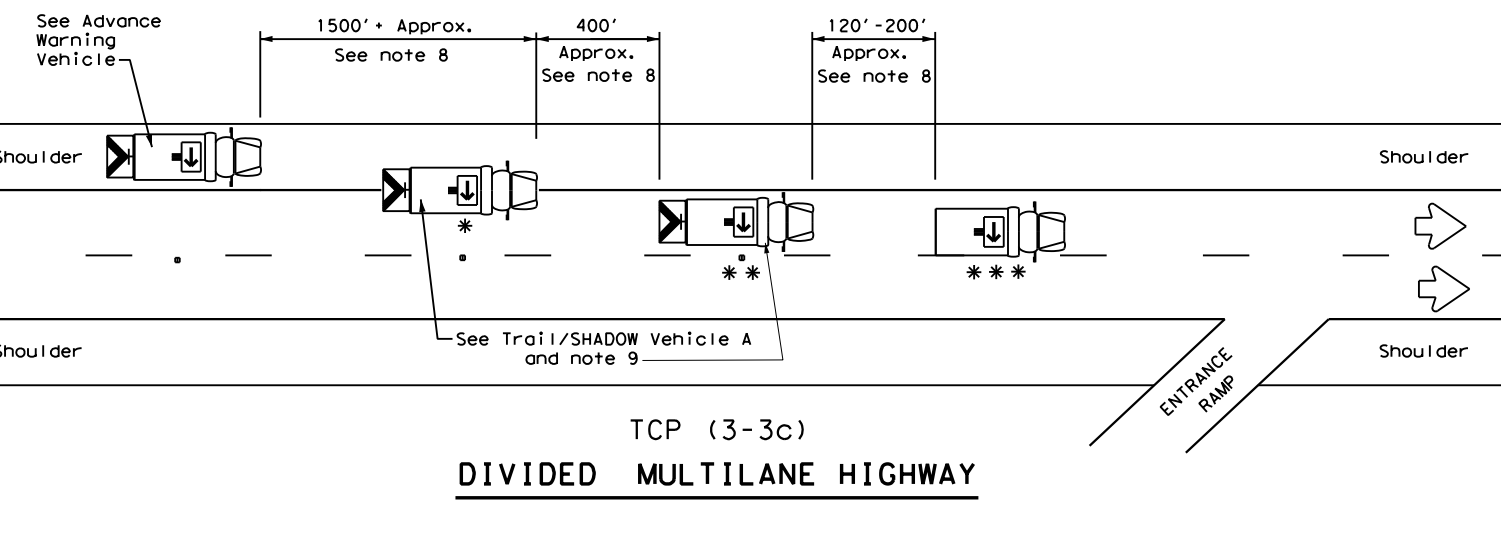 See Advance
Warning
Vehicle
1500'+ Approx.
See note 8
400'
Approx.
See note 8
120'-200'
Approx.
See note 8
Shoulder
Shoulder
*
**
***
See Trail/SHADOW Vehicle A
and note 9
Shoulder
Shoulder
ENTRANCE
RAMP
TCP (3-3c)
DIVIDED MULTILANE HIGHWAY